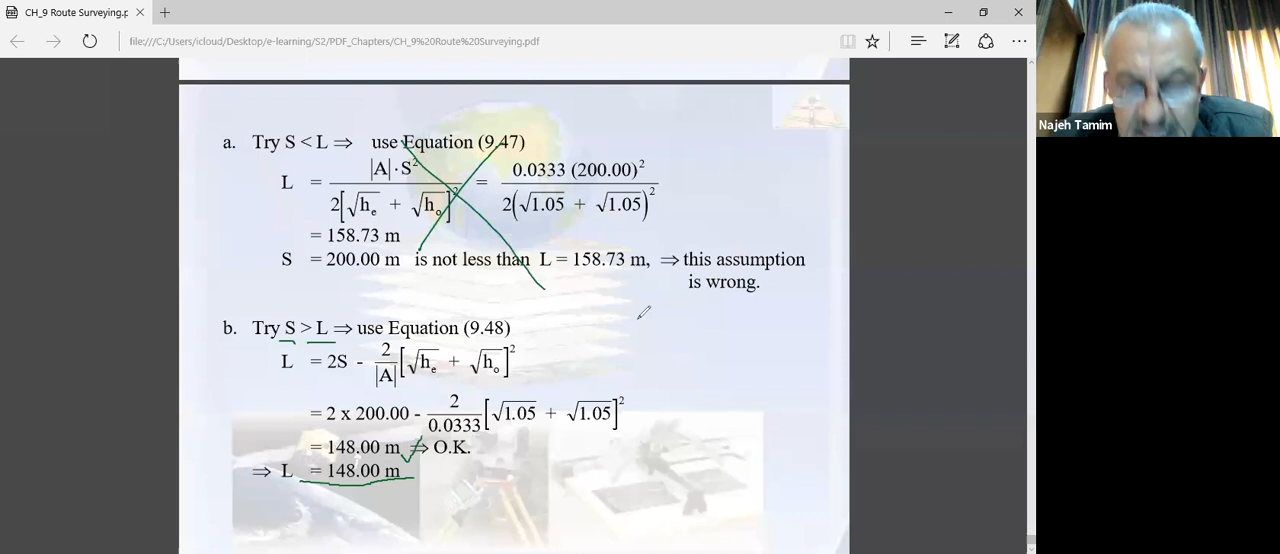 CH_9 Route Surveying.p
file:///C:/Users/icloud/Desktop/e-learning/S2/PDF_Chapters/CH_9%20Route%20Surveying.pdf
Najeh Tamim
a. Try S < L ⇒ use Equation (9.47)
L = |A|·S² / 2[√hₑ + √hₒ]² = 0.0333 (200.00)² / 2(√1.05 + √1.05)²
= 158.73 m
S = 200.00 m is not less than L = 158.73 m, ⇒ this assumption
is wrong.
b. Try S > L ⇒ use Equation (9.48)
L = 2S - 2/|A| [√hₑ + √hₒ]²
= 2 x 200.00 - 2/0.0333 [√1.05 + √1.05]²
= 148.00 m ⇒ O.K.
⇒ L = 148.00 m